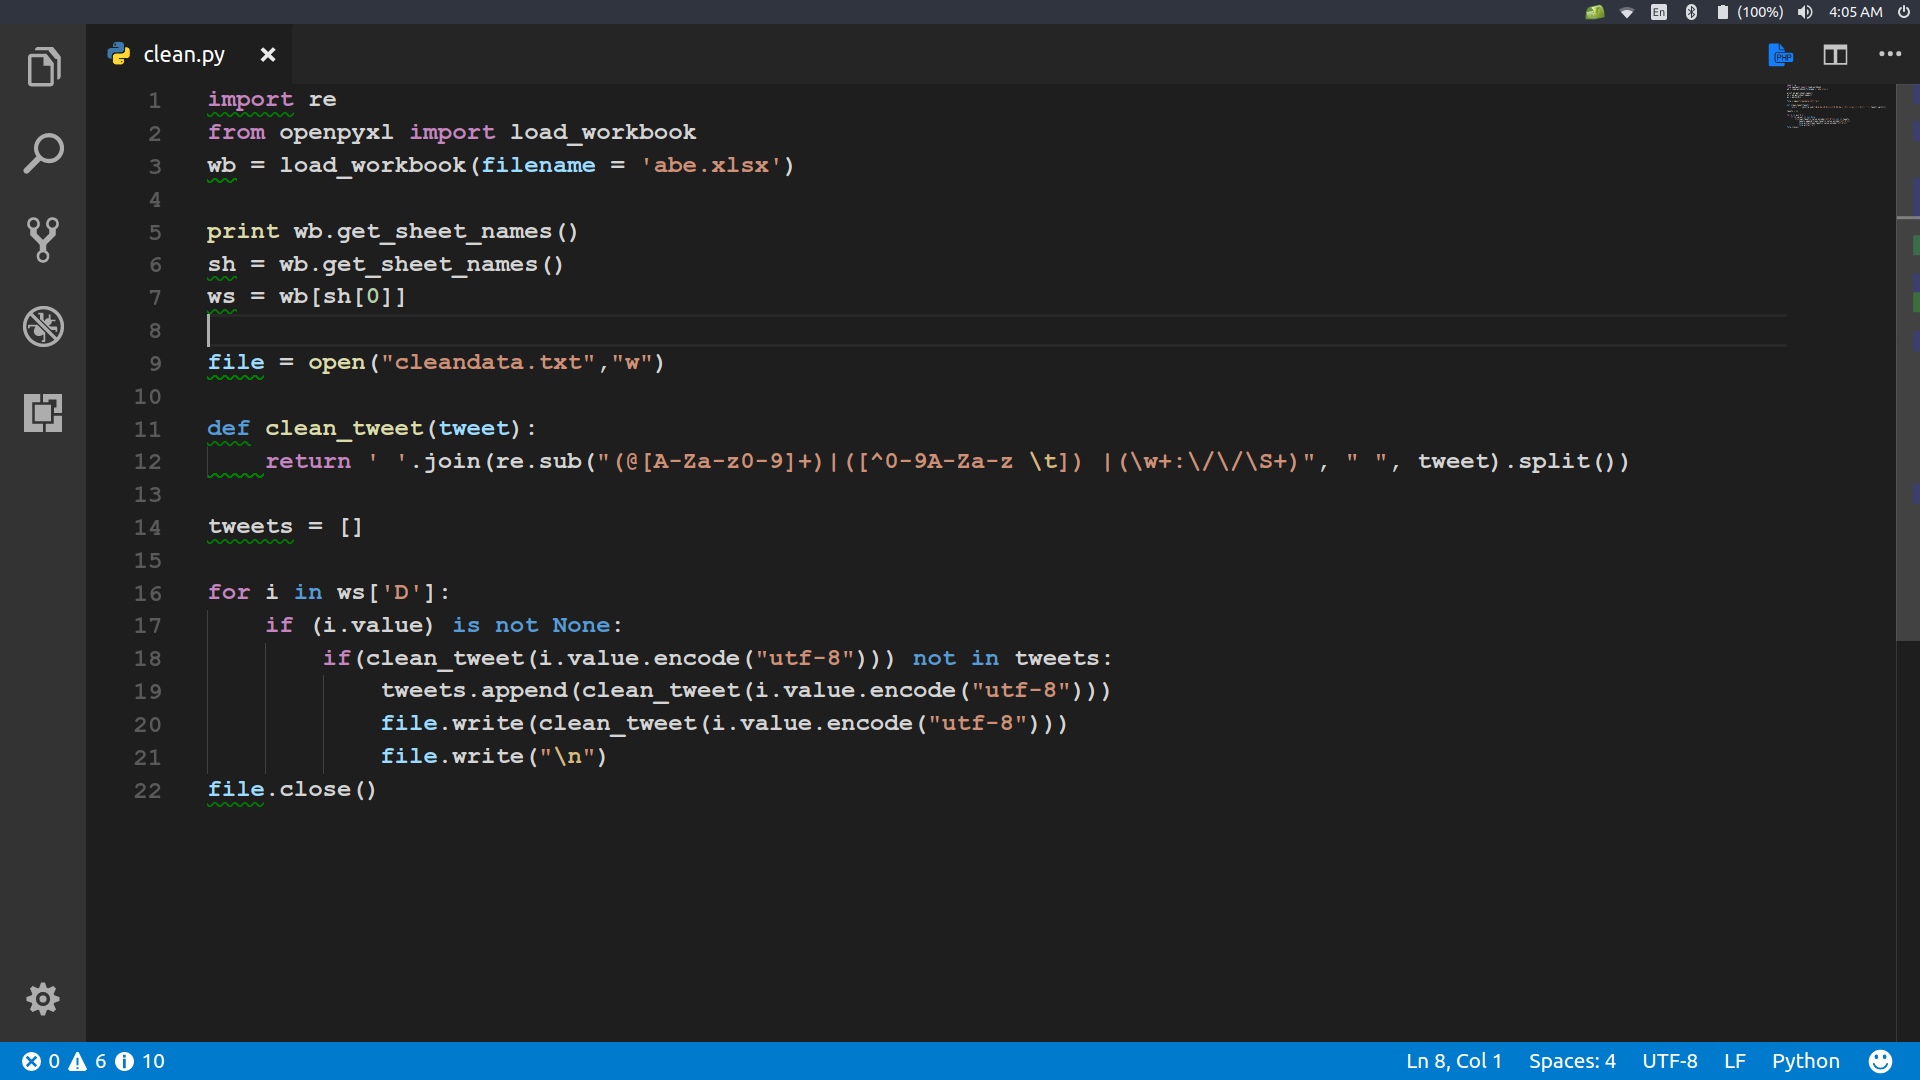 En (100%) 4:05 AM
clean.py
PHP
1 import re
2 from openpyxl import load_workbook
3 wb = load_workbook(filename = 'abe.xlsx')
4
5 print wb.get_sheet_names()
6 sh = wb.get_sheet_names()
7 ws = wb[sh[0]]
8
9 file = open("cleandata.txt","w")
10
11 def clean_tweet(tweet):
12     return ' '.join(re.sub("(@[A-Za-z0-9]+)|([^0-9A-Za-z \t]) |(\w+:\/\/\S+)", " ", tweet).split())
13
14 tweets = []
15
16 for i in ws['D']:
17     if (i.value) is not None:
18         if(clean_tweet(i.value.encode("utf-8"))) not in tweets:
19             tweets.append(clean_tweet(i.value.encode("utf-8")))
20             file.write(clean_tweet(i.value.encode("utf-8")))
21             file.write("\n")
22 file.close()
0 6 10 Ln 8, Col 1 Spaces: 4 UTF-8 LF Python